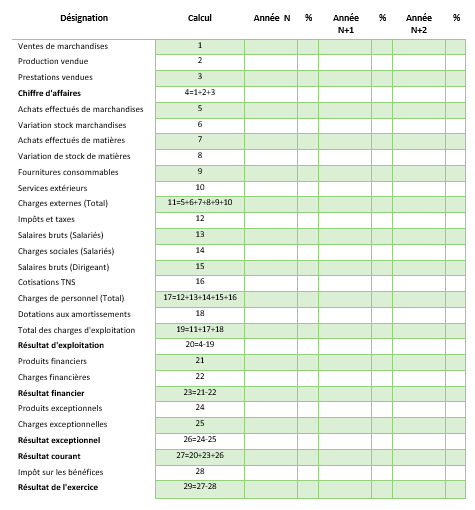 Désignation Calcul Année N % Année N+1 % Année N+2 %
Ventes de marchandises 1
Production vendue 2
Prestations vendues 3
Chiffre d'affaires 4=1+2+3
Achats effectués de marchandises 5
Variation stock marchandises 6
Achats effectués de matières 7
Variation de stock de matières 8
Fournitures consommables 9
Services extérieurs 10
Charges externes (Total) 11=5+6+7+8+9+10
Impôts et taxes 12
Salaires bruts (Salariés) 13
Charges sociales (Salariés) 14
Salaires bruts (Dirigeant) 15
Cotisations TNS 16
Charges de personnel (Total) 17=12+13+14+15+16
Dotations aux amortissements 18
Total des charges d'exploitation 19=11+17+18
Résultat d'exploitation 20=4-19
Produits financiers 21
Charges financières 22
Résultat financier 23=21-22
Produits exceptionnels 24
Charges exceptionnelles 25
Résultat exceptionnel 26=24-25
Résultat courant 27=20+23+26
Impôt sur les bénéfices 28
Résultat de l'exercice 29=27-28